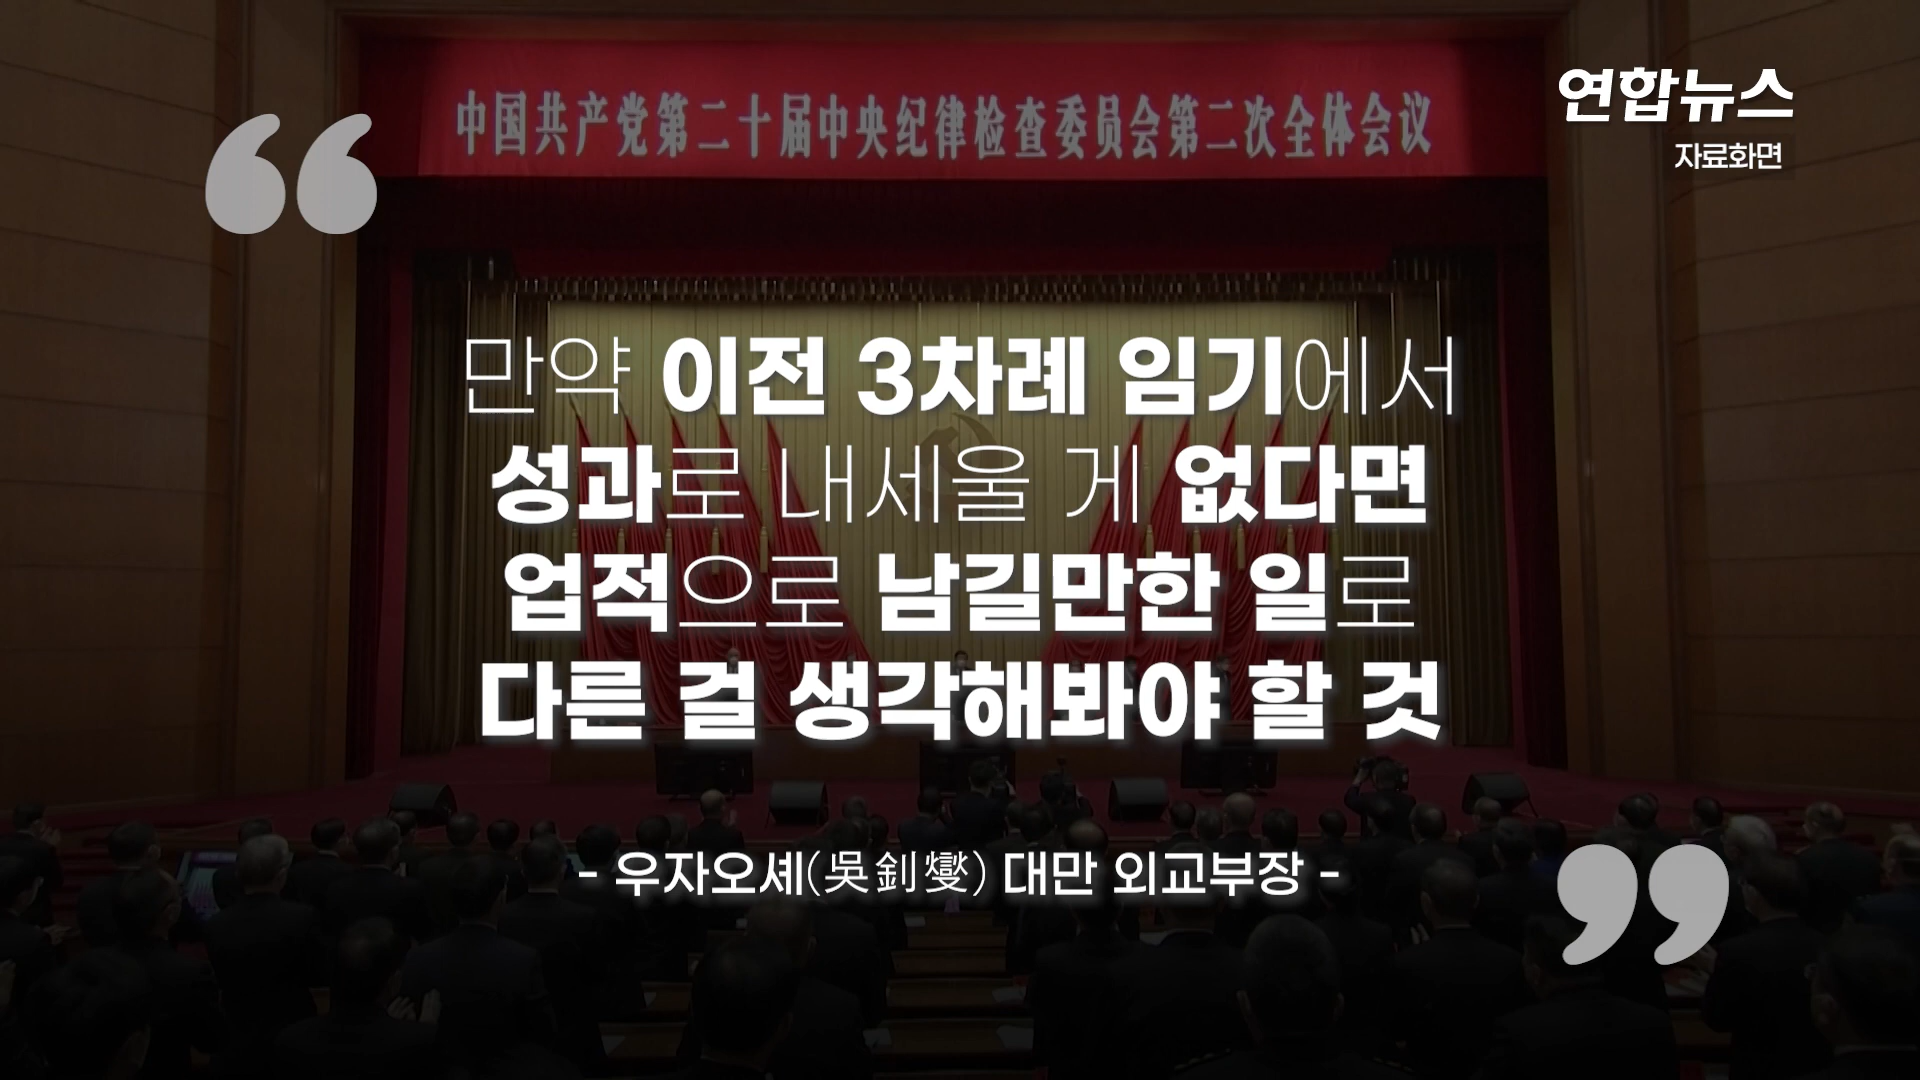 中国共产党第二十届中央纪律检查委员会第二次全体会议
연합뉴스
자료화면
만약 이전 3차례 임기에서
성과로 내세울 게 없다면
업적으로 남길만한 일로
다른 걸 생각해봐야 할 것
- 우자오셰(吳釗燮) 대만 외교부장 -